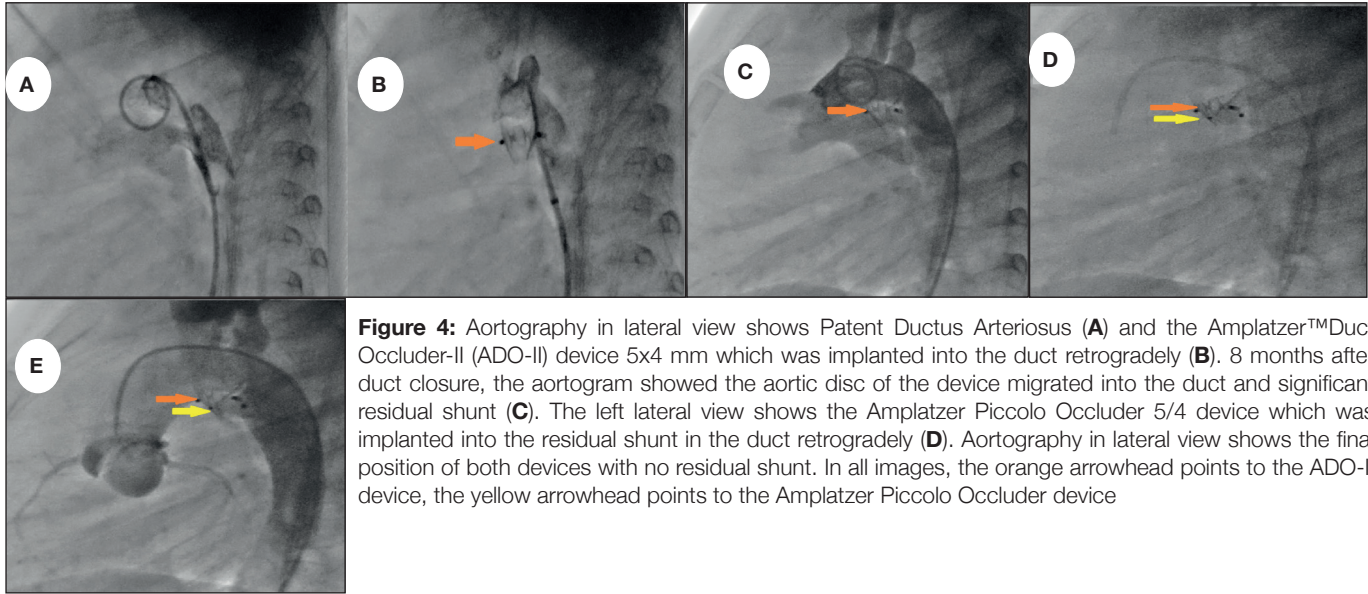 A
B
C
D
E
Figure 4: Aortography in lateral view shows Patent Ductus Arteriosus (A) and the Amplatzer™Duc
Occluder-II (ADO-II) device 5x4 mm which was implanted into the duct retrogradely (B). 8 months afte
duct closure, the aortogram showed the aortic disc of the device migrated into the duct and significan
residual shunt (C). The left lateral view shows the Amplatzer Piccolo Occluder 5/4 device which was
implanted into the residual shunt in the duct retrogradely (D). Aortography in lateral view shows the fina
position of both devices with no residual shunt. In all images, the orange arrowhead points to the ADO-I
device, the yellow arrowhead points to the Amplatzer Piccolo Occluder device